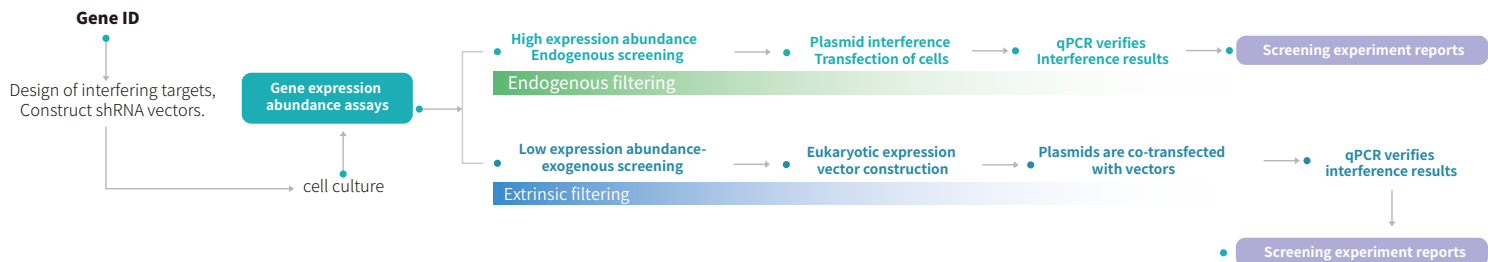 Gene ID
Design of interfering targets,
Construct shRNA vectors.
cell culture
Gene expression
abundance assays
High expression abundance
Endogenous screening
Plasmid interference
Transfection of cells
qPCR verifies
Interference results
Screening experiment reports
Endogenous filtering
Low expression abundance-
exogenous screening
Eukaryotic expression
vector construction
Plasmids are co-transfected
with vectors
qPCR verifies
interference results
Extrinsic filtering
Screening experiment reports